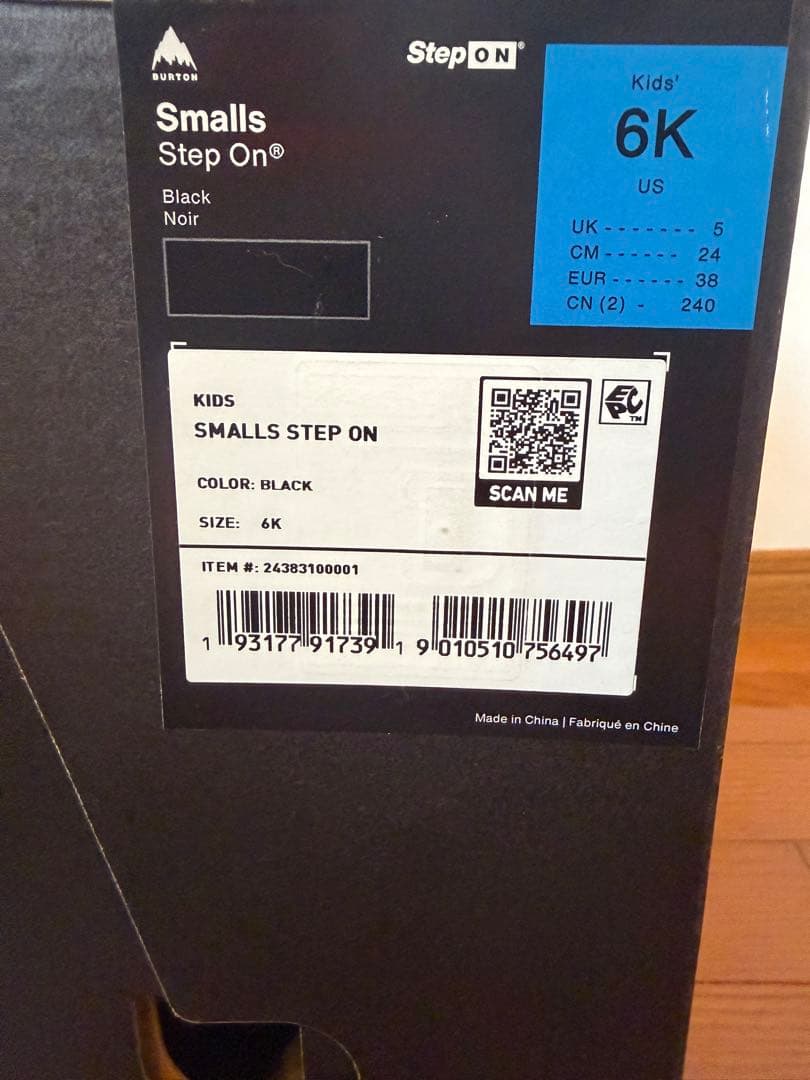 BURTON
StepON®
Smalls
Step On®
Black
Noir
Kids'
6K
US
UK - - - - - - - 5
CM - - - - - - 24
EUR - - - - - - 38
CN (2) - 240
KIDS
SMALLS STEP ON
COLOR: BLACK
SIZE: 6K
SCAN ME
EPC™
ITEM #: 24383100001
1 93177 91739 1
9 010510 756497
Made in China | Fabriqué en Chine